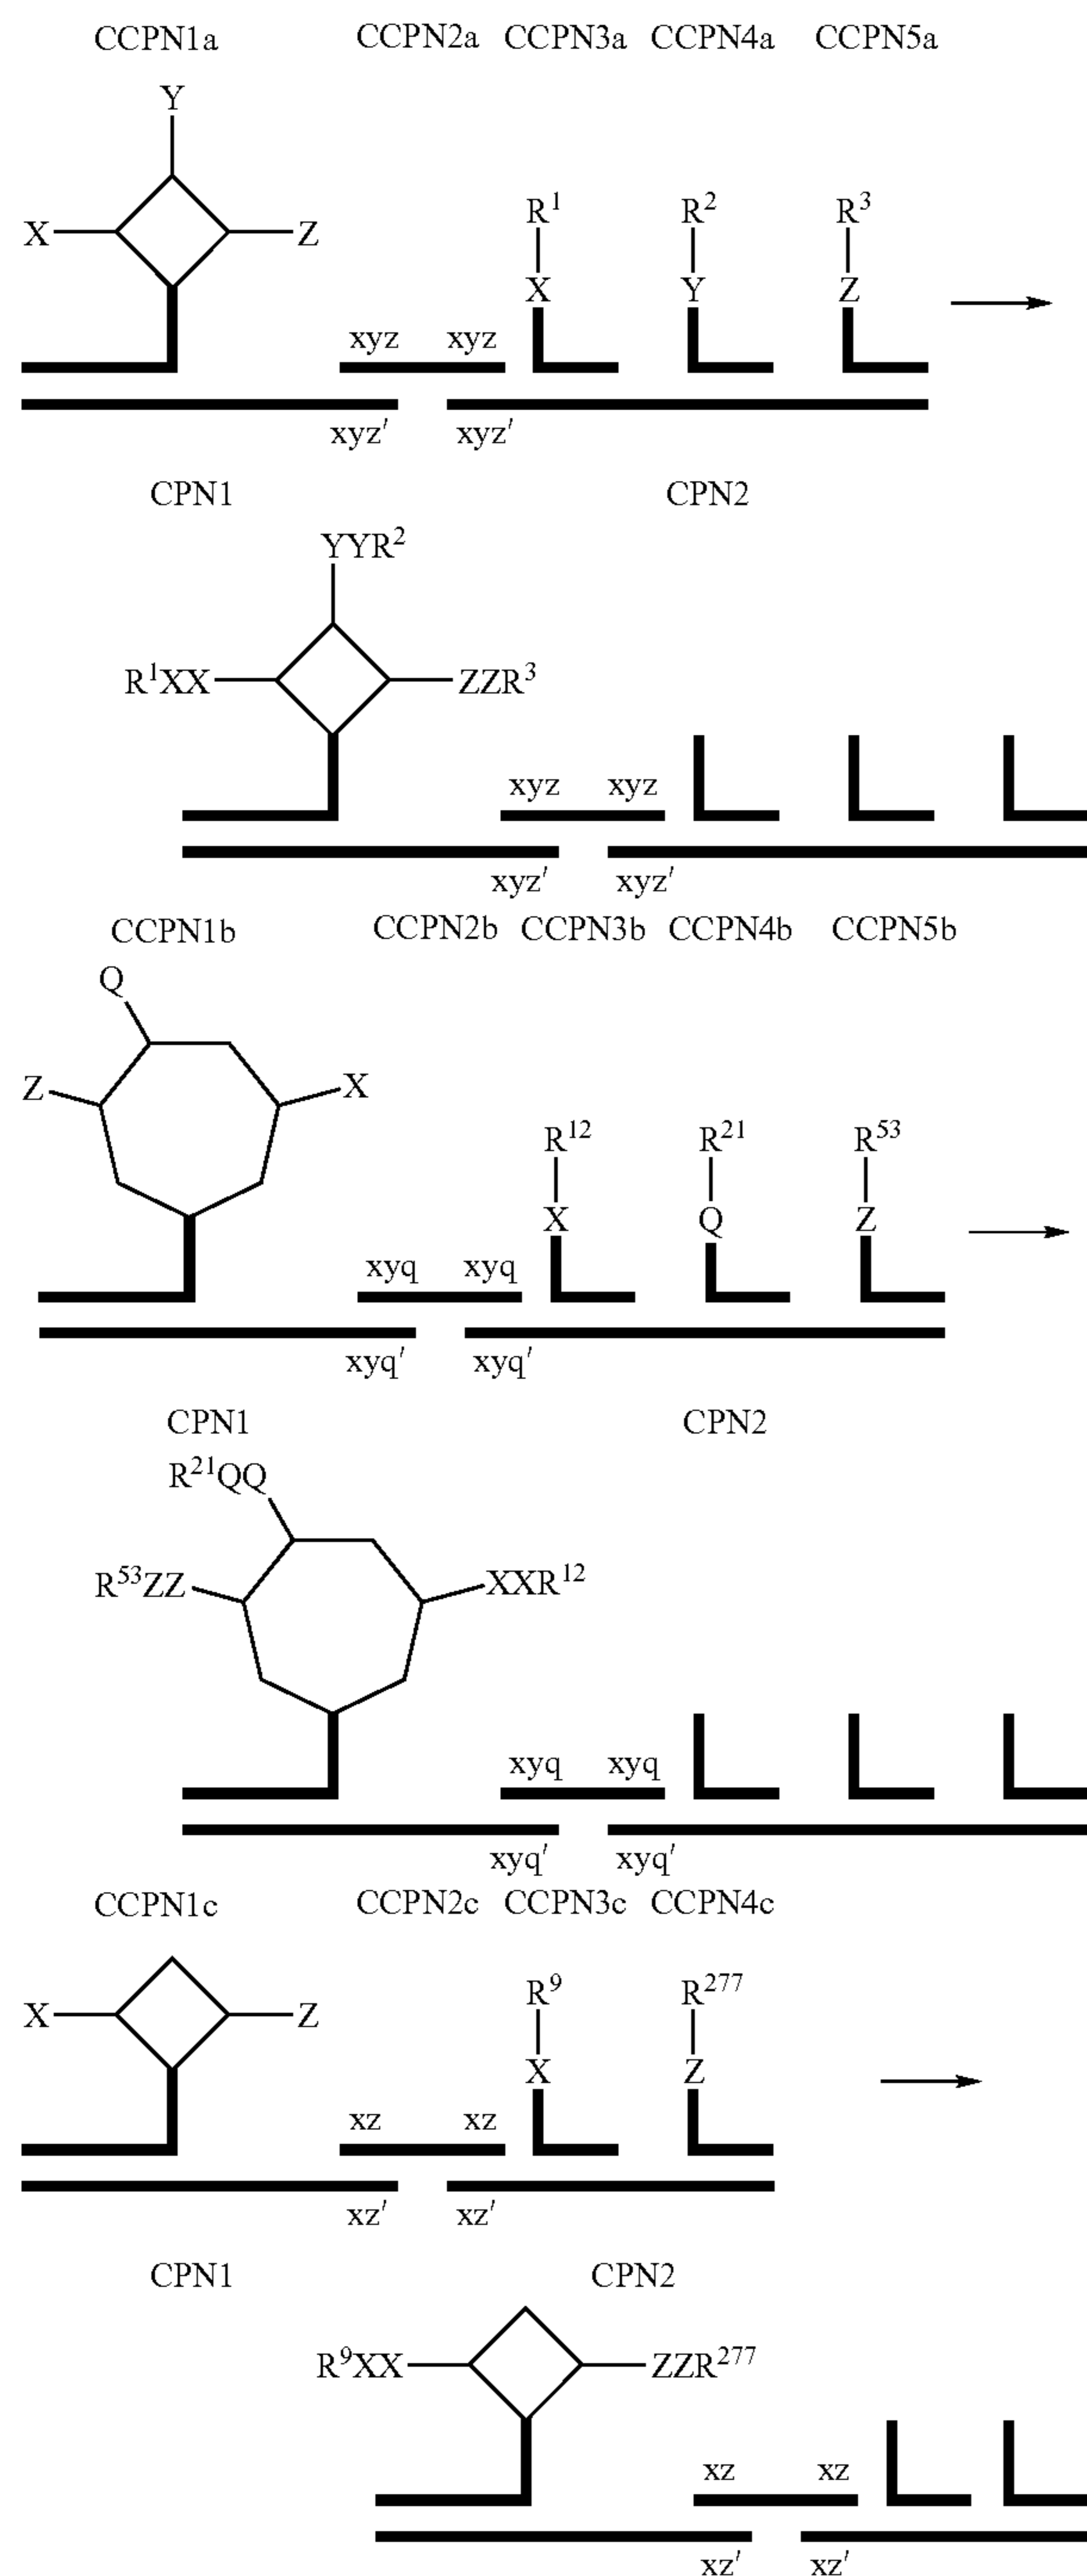 CCPN1a CCPN2a CCPN3a CCPN4a CCPN5a
Y
R¹ R² R³
X Z
X Y Z
xyz xyz
xyz′ xyz′
CPN1 CPN2
YYR²
R¹XX ZZR³
xyz xyz
xyz′ xyz′
CCPN1b CCPN2b CCPN3b CCPN4b CCPN5b
Q
Z X
R¹² R²¹ R⁵³
X Q Z
xyq xyq
xyq′ xyq′
CPN1 CPN2
R²¹QQ
R⁵³ZZ XXR¹²
xyq xyq
xyq′ xyq′
CCPN1c CCPN2c CCPN3c CCPN4c
R⁹ R²⁷⁷
X Z
X Z
xz xz
xz′ xz′
CPN1 CPN2
R⁹XX ZZR²⁷⁷
xz xz
xz′ xz′